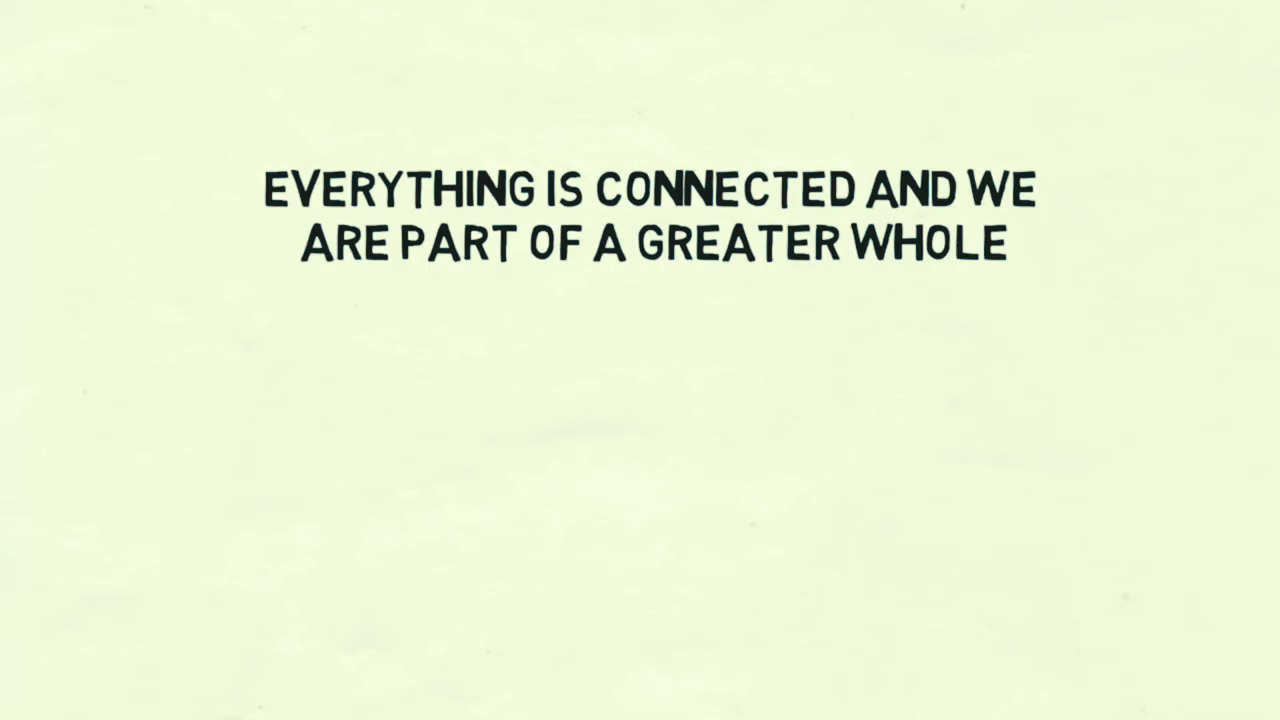 EVERYTHING IS CONNECTED AND WE
ARE PART OF A GREATER WHOLE